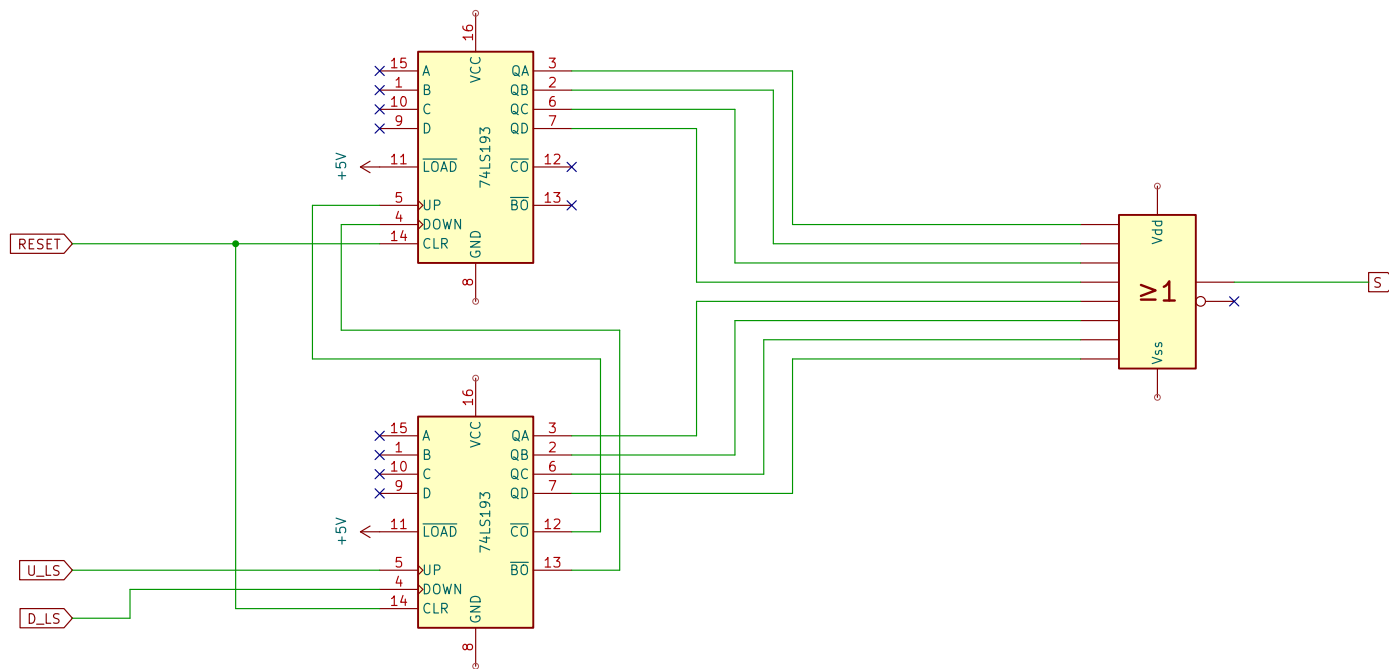 16
VCC
15 A QA 3
1 B QB 2
10 C QC 6
9 D QD 7
74LS193
+5V 11 LOAD CO 12
5 UP BO 13
4 DOWN
RESET 14 CLR
GND
8
Vdd
≥1
S
Vss
16
VCC
15 A QA 3
1 B QB 2
10 C QC 6
9 D QD 7
74LS193
+5V 11 LOAD CO 12
U_LS 5 UP BO 13
4 DOWN
D_LS 14 CLR
GND
8